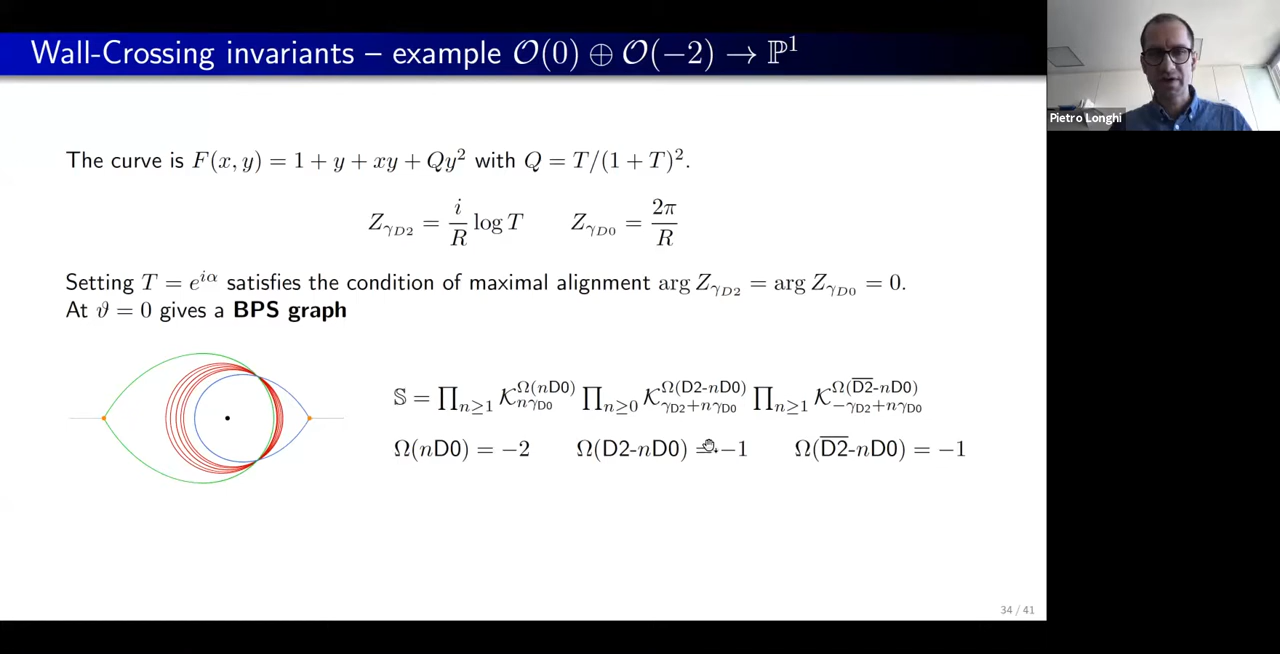 Wall-Crossing invariants – example 𝒪(0) ⊕ 𝒪(−2) → ℙ¹
Pietro Longhi
The curve is F(x, y) = 1 + y + xy + Qy² with Q = T/(1 + T)².
Z_{γ_{D2}} = \frac{i}{R} log T    Z_{γ_{D0}} = \frac{2π}{R}
Setting T = e^{iα} satisfies the condition of maximal alignment arg Z_{γ_{D2}} = arg Z_{γ_{D0}} = 0.
At ϑ = 0 gives a BPS graph
𝕊 = ∏_{n≥1} 𝒦_{nγ_{D0}}^{Ω(nD0)} ∏_{n≥0} 𝒦_{γ_{D2}+nγ_{D0}}^{Ω(D2-nD0)} ∏_{n≥1} 𝒦_{−γ_{D2}+nγ_{D0}}^{Ω(\overline{D2}-nD0)}
Ω(nD0) = −2    Ω(D2-nD0) = −1    Ω(\overline{D2}-nD0) = −1
34 / 41